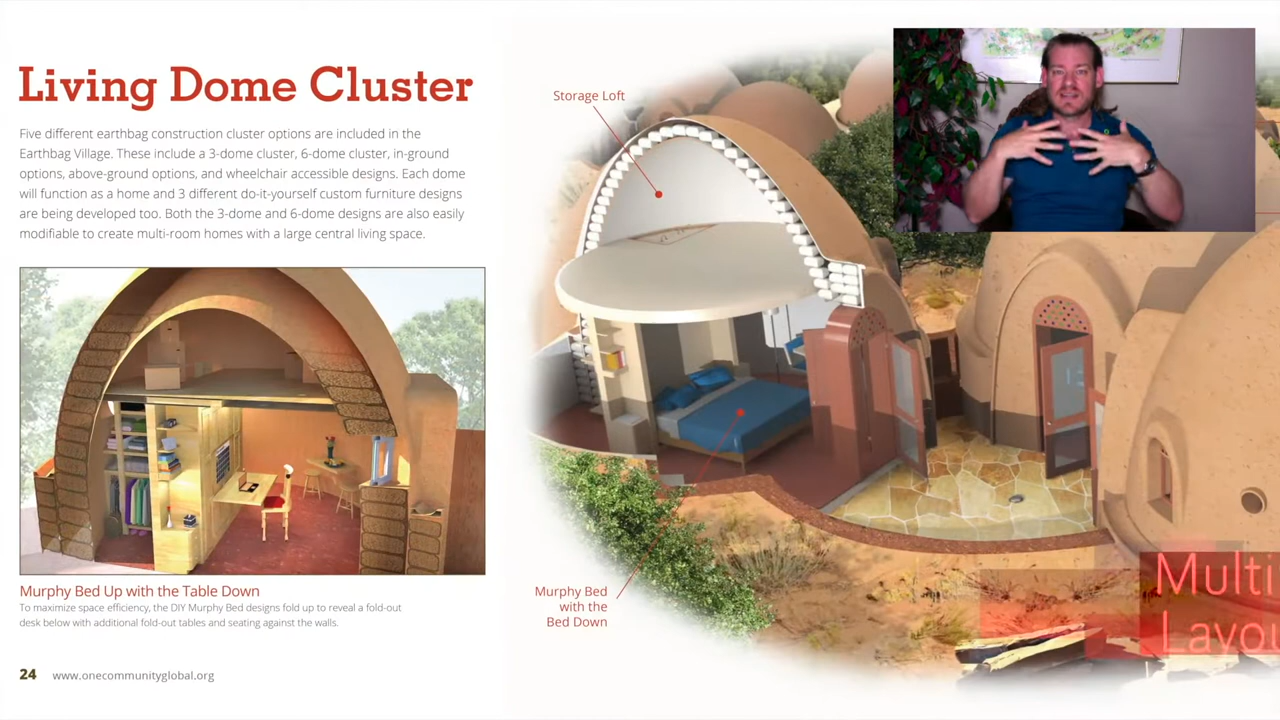 Living Dome Cluster
Five different earthbag construction cluster options are included in the
Earthbag Village. These include a 3-dome cluster, 6-dome cluster, in-ground
options, above-ground options, and wheelchair accessible designs. Each dome
will function as a home and 3 different do-it-yourself custom furniture designs
are being developed too. Both the 3-dome and 6-dome designs are also easily
modifiable to create multi-room homes with a large central living space.
Murphy Bed Up with the Table Down
To maximize space efficiency, the DIY Murphy Bed designs fold up to reveal a fold-out
desk below with additional fold-out tables and seating against the walls.
24 www.onecommunityglobal.org
Storage Loft
Murphy Bed
with the
Bed Down
Multi